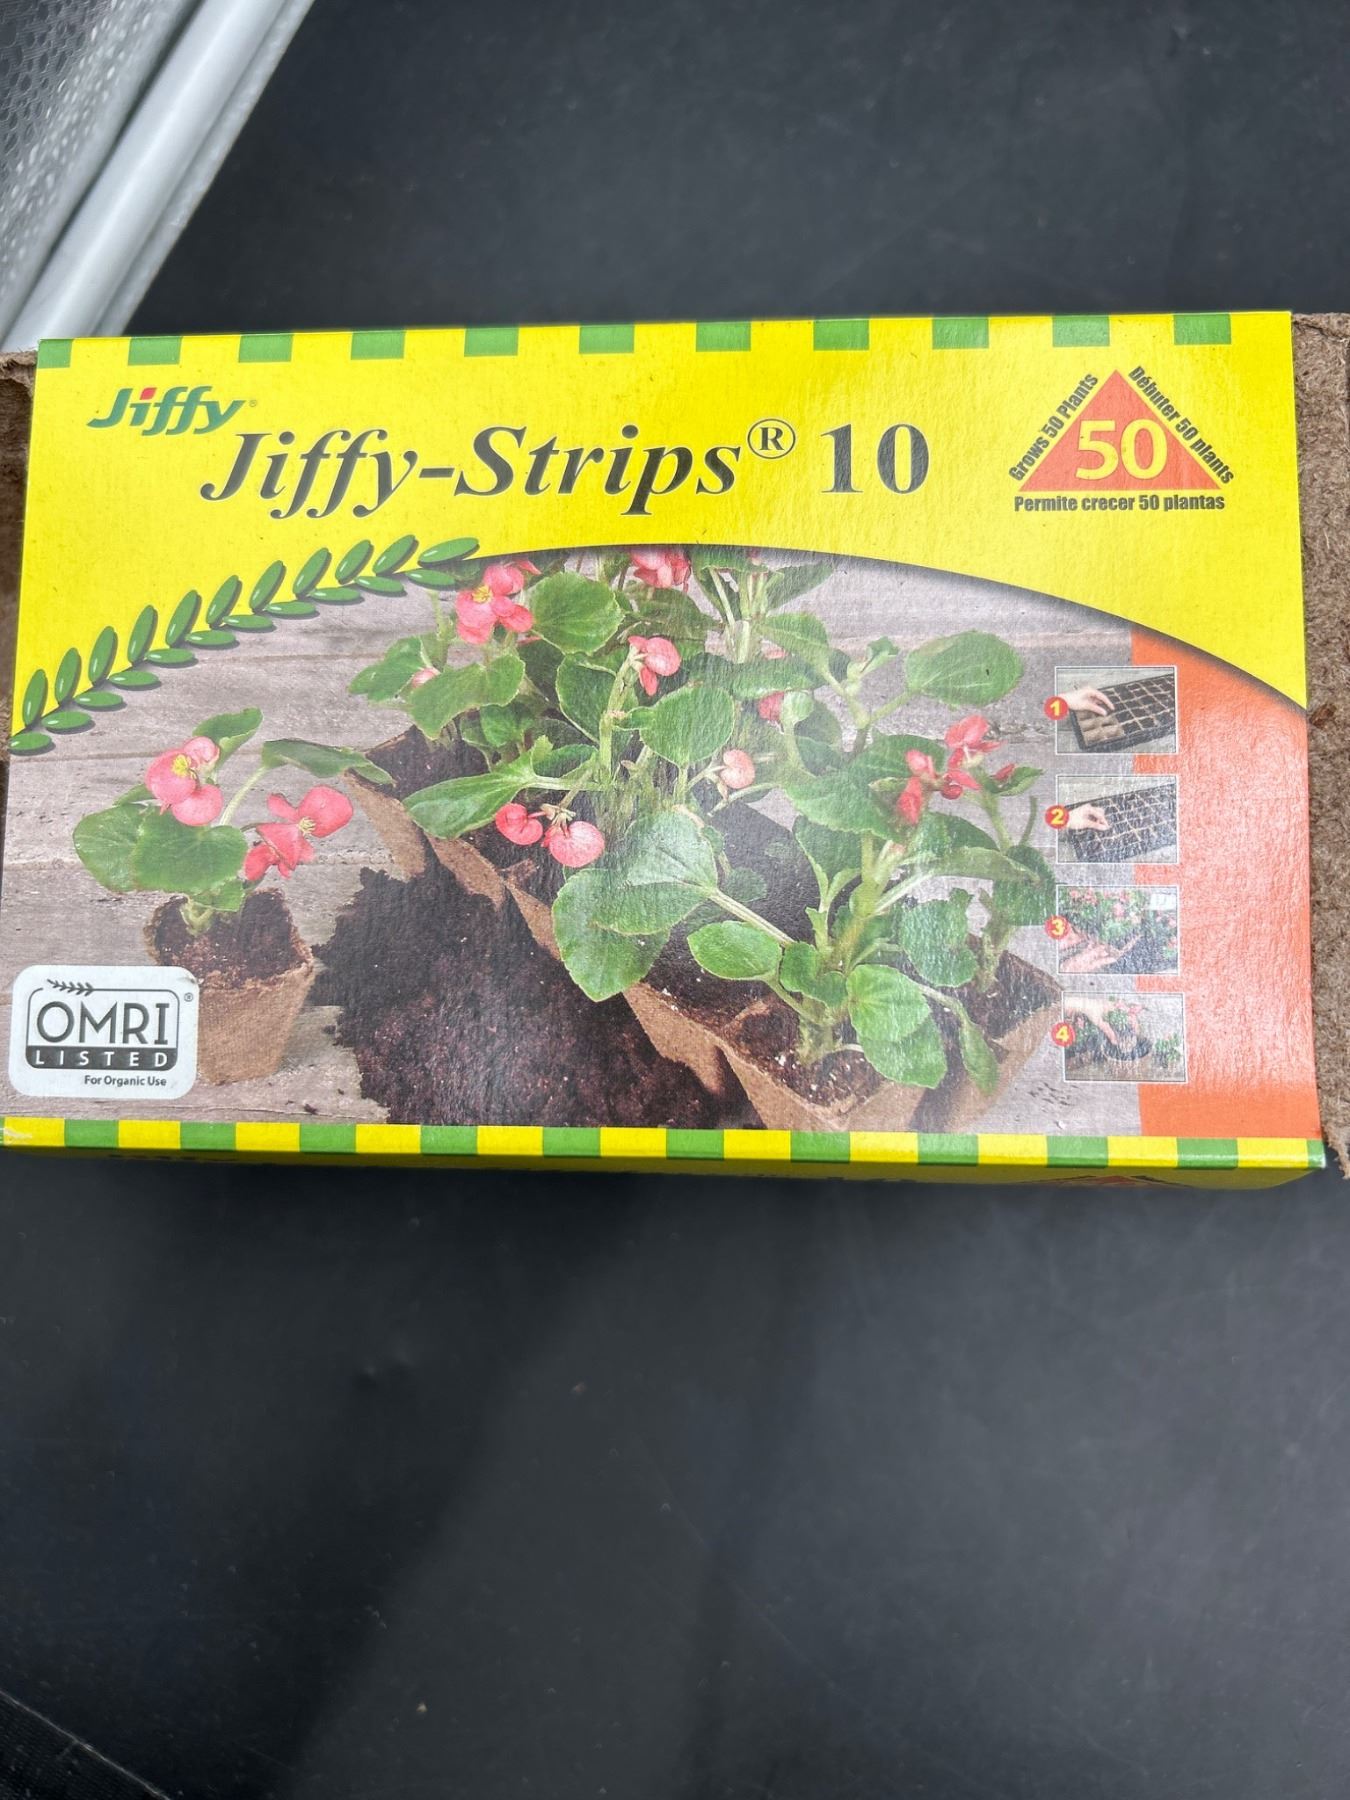 Jiffy®
Jiffy-Strips® 10
Grows 50 Plants
Débuter 50 plants
50
Permite crecer 50 plantas
1
2
3
4
OMRI®
LISTED
For Organic Use